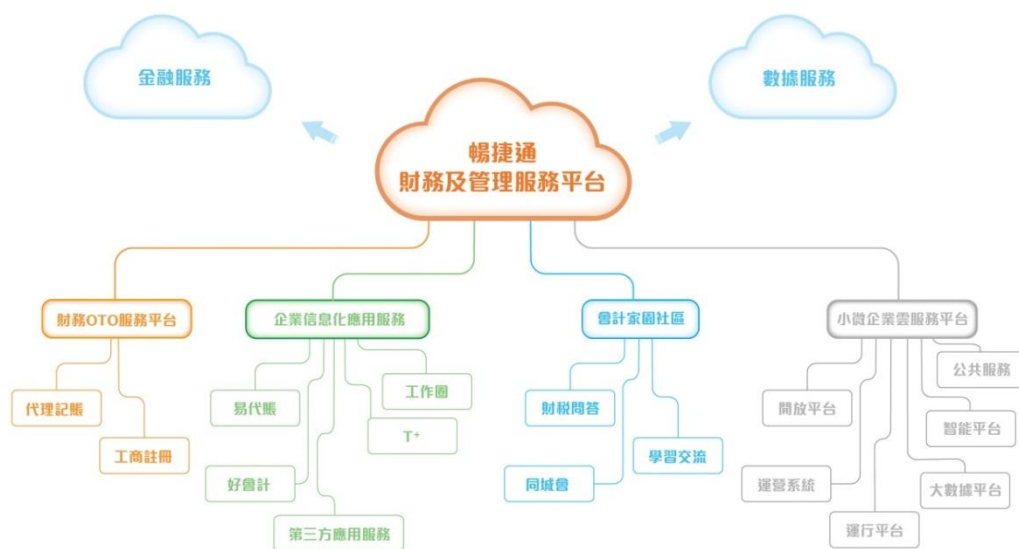 金融服務
數據服務
暢捷通
財務及管理服務平台
財務OTO服務平台
企業信息化應用服務
會計家園社區
小微企業雲服務平台
公共服務
代理記賬
易代賬
工作圈
財稅問答
開放平台
智能平台
T+
工商註冊
學習交流
好會計
同城會
運營系統
大數據平台
第三方應用服務
運行平台